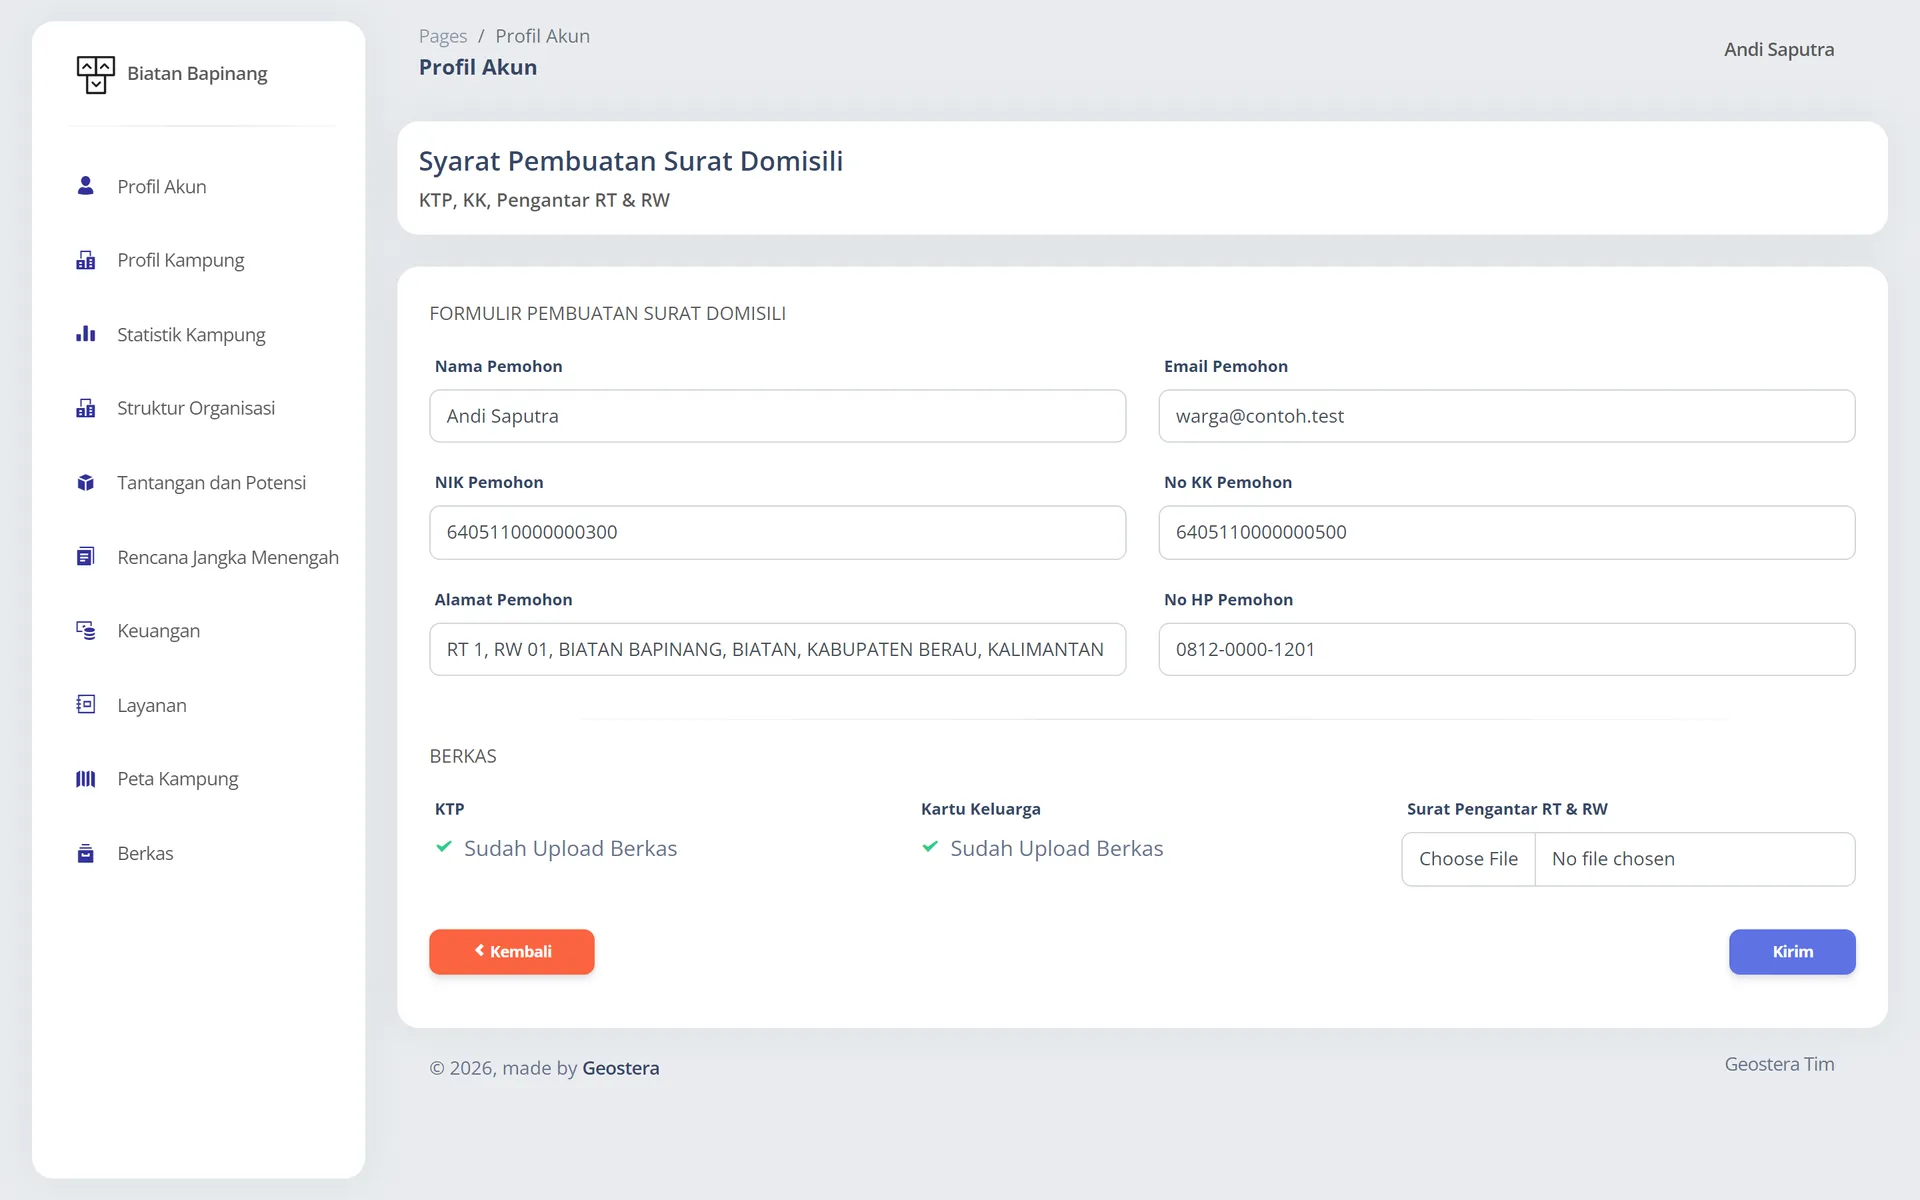 Biatan Bapinang
Profil Akun
Profil Kampung
Statistik Kampung
Struktur Organisasi
Tantangan dan Potensi
Rencana Jangka Menengah
Keuangan
Layanan
Peta Kampung
Berkas
Pages / Profil Akun
Profil Akun
Andi Saputra
Syarat Pembuatan Surat Domisili
KTP, KK, Pengantar RT & RW
FORMULIR PEMBUATAN SURAT DOMISILI
Nama Pemohon
Andi Saputra
Email Pemohon
warga@contoh.test
NIK Pemohon
6405110000000300
No KK Pemohon
6405110000000500
Alamat Pemohon
RT 1, RW 01, BIATAN BAPINANG, BIATAN, KABUPATEN BERAU, KALIMANTAN
No HP Pemohon
0812-0000-1201
BERKAS
KTP
Sudah Upload Berkas
Kartu Keluarga
Sudah Upload Berkas
Surat Pengantar RT & RW
Choose File No file chosen
Kembali
Kirim
© 2026, made by Geostera
Geostera Tim